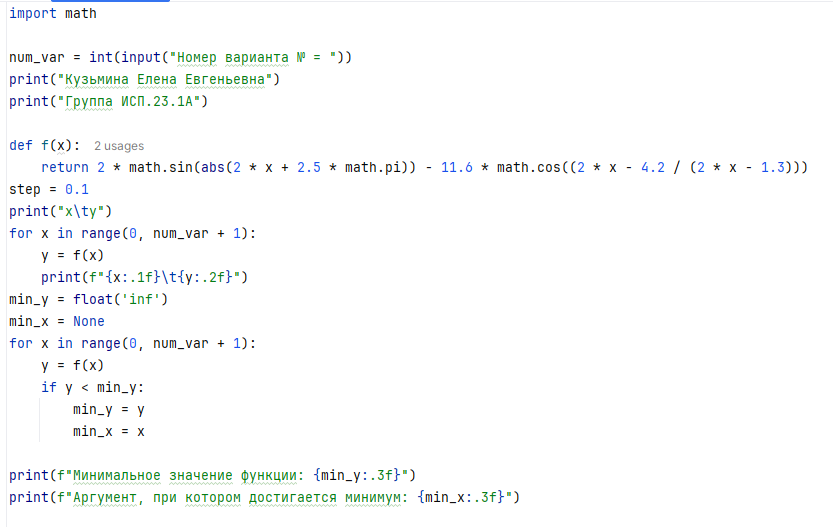 import math
num_var = int(input("Номер варианта № = "))
print("Кузьмина Елена Евгеньевна")
print("Группа ИСП.23.1А")
def f(x): 2 usages
return 2 * math.sin(abs(2 * x + 2.5 * math.pi)) - 11.6 * math.cos((2 * x - 4.2 / (2 * x - 1.3)))
step = 0.1
print("x\ty")
for x in range(0, num_var + 1):
y = f(x)
print(f"{x:.1f}\t{y:.2f}")
min_y = float('inf')
min_x = None
for x in range(0, num_var + 1):
y = f(x)
if y < min_y:
min_y = y
min_x = x
print(f"Минимальное значение функции: {min_y:.3f}")
print(f"Аргумент, при котором достигается минимум: {min_x:.3f}")